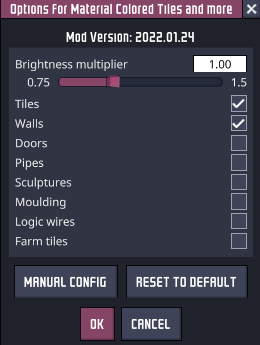 Options For Material Colored Tiles and more
Mod Version: 2022.01.24
Brightness multiplier 1.00
0.75 1.5
Tiles
Walls
Doors
Pipes
Sculptures
Moulding
Logic wires
Farm tiles
MANUAL CONFIG RESET TO DEFAULT
OK CANCEL